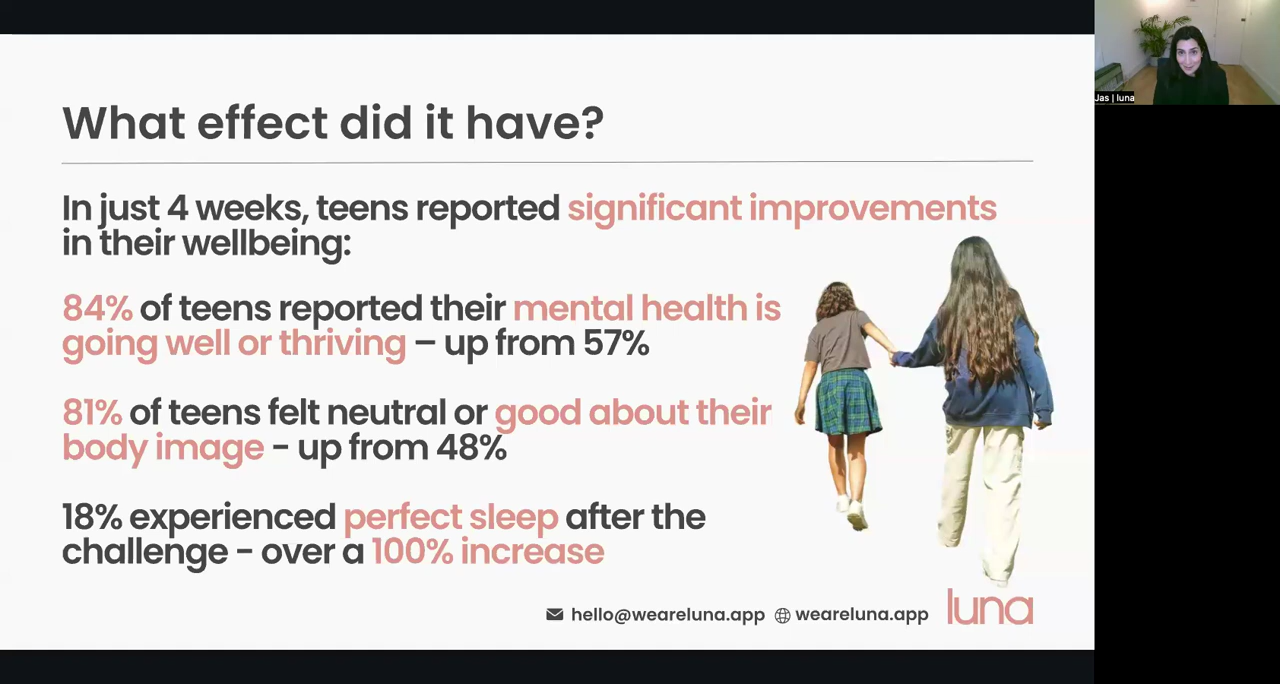 What effect did it have?
In just 4 weeks, teens reported significant improvements
in their wellbeing:
84% of teens reported their mental health is
going well or thriving – up from 57%
81% of teens felt neutral or good about their
body image - up from 48%
18% experienced perfect sleep after the
challenge - over a 100% increase
hello@weareluna.app weareluna.app luna
Jas | luna